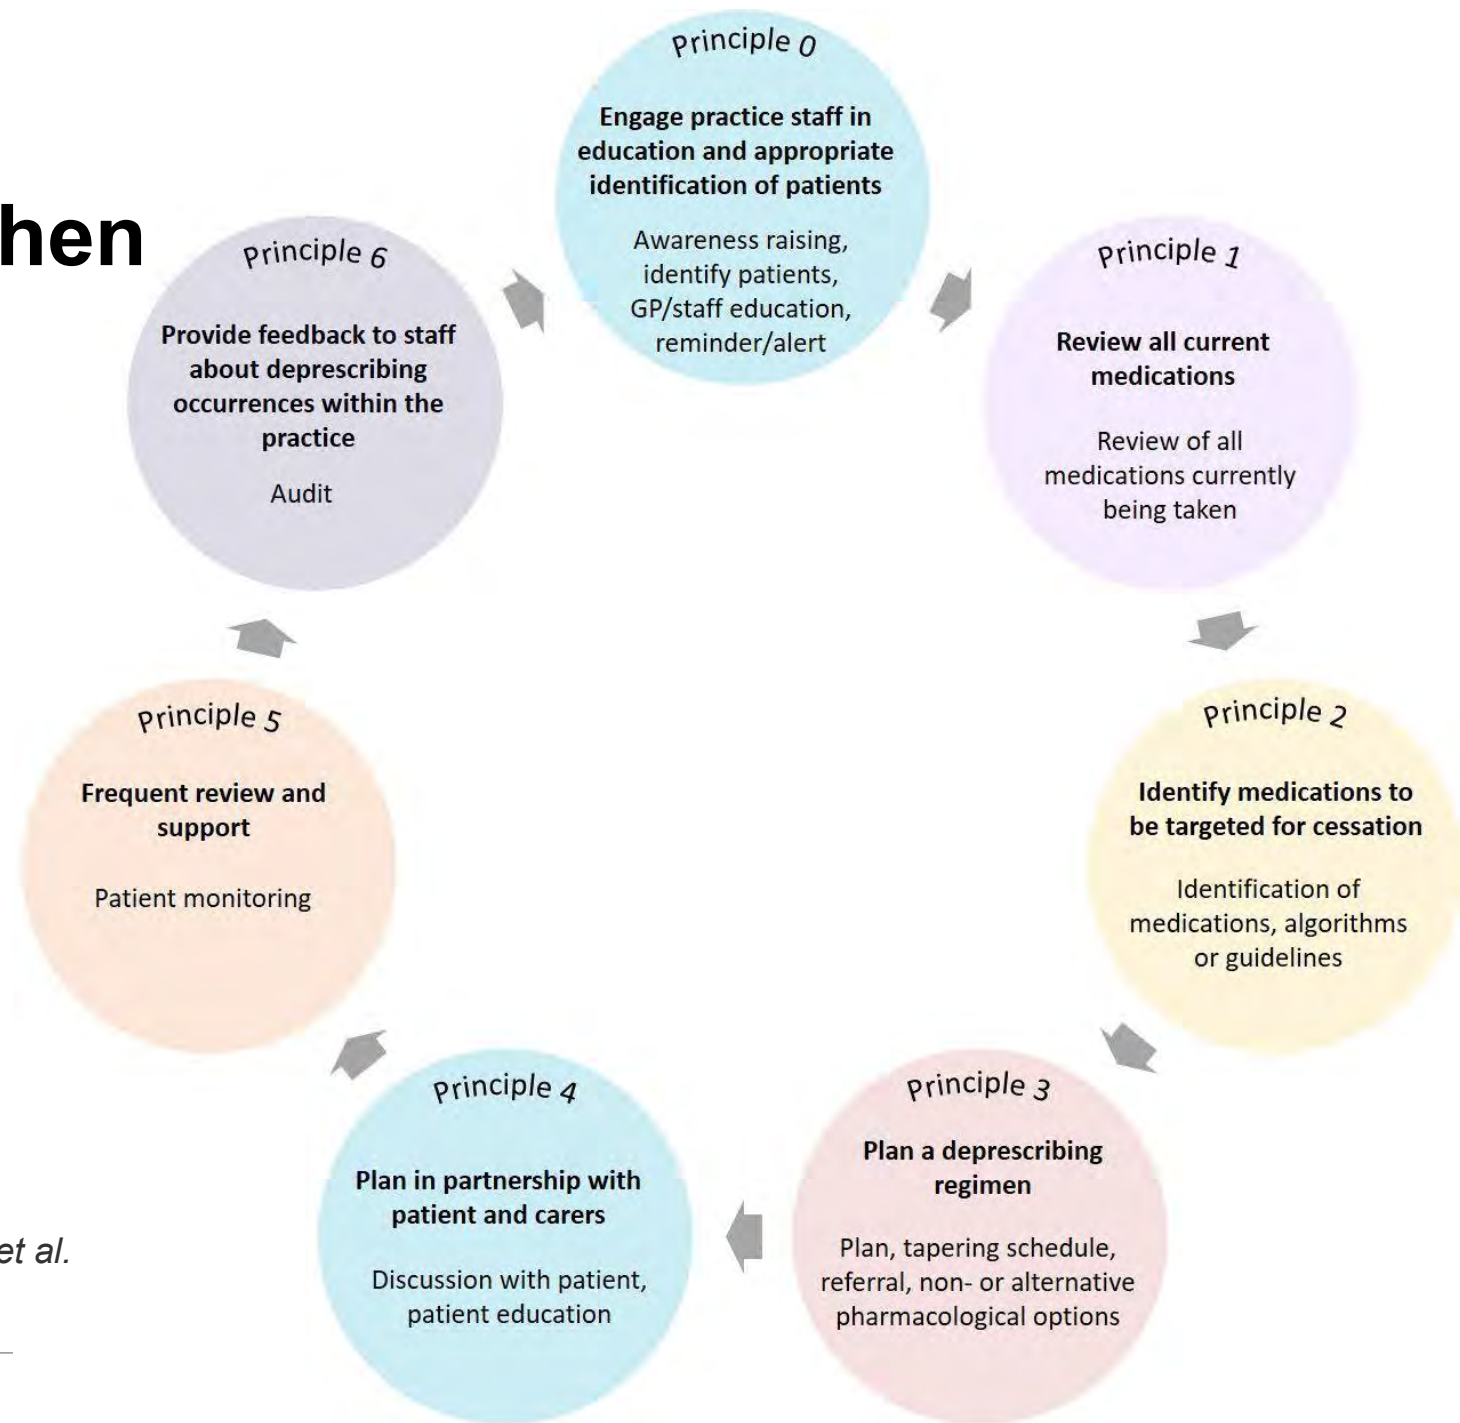 hen
Principle 0
Engage practice staff in
education and appropriate
identification of patients
Awareness raising,
identify patients,
GP/staff education,
reminder/alert
Principle 1
Review all current
medications
Review of all
medications currently
being taken
Principle 2
Identify medications to
be targeted for cessation
Identification of
medications, algorithms
or guidelines
Principle 3
Plan a deprescribing
regimen
Plan, tapering schedule,
referral, non- or alternative
pharmacological options
Principle 4
Plan in partnership with
patient and carers
Discussion with patient,
patient education
Principle 5
Frequent review and
support
Patient monitoring
Principle 6
Provide feedback to staff
about deprescribing
occurrences within the
practice
Audit
et al.